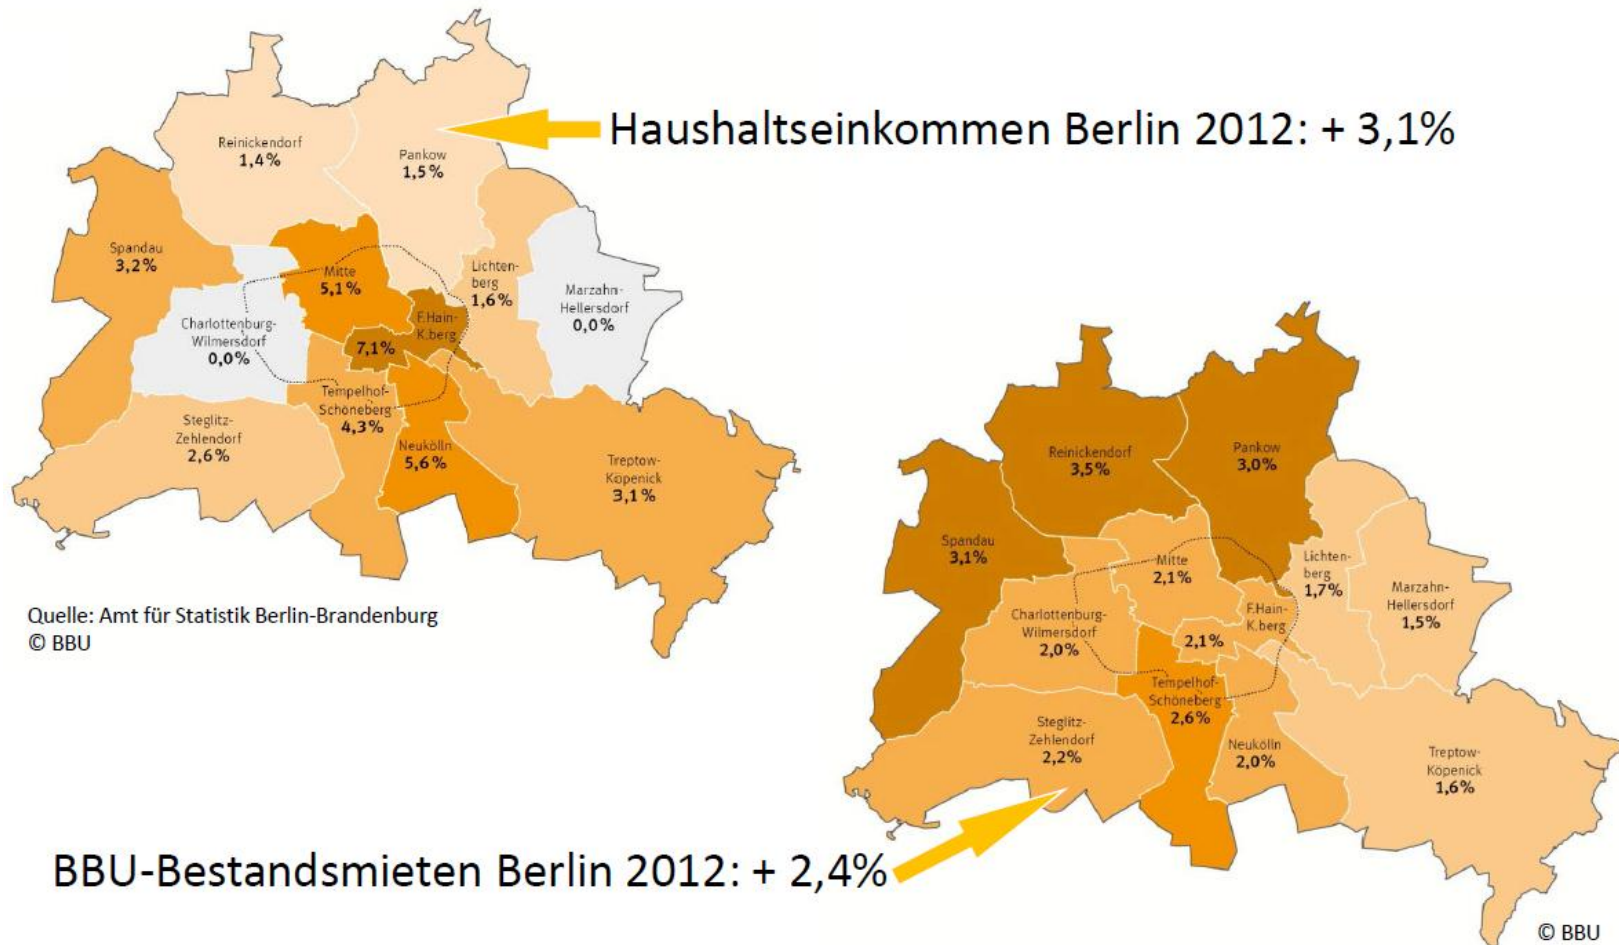 Haushaltseinkommen Berlin 2012: + 3,1%
Reinickendorf
1,4%
Pankow
1,5%
Spandau
3,2%
Mitte
5,1%
Lichten-
berg
1,6%
Marzahn-
Hellersdorf
0,0%
Charlottenburg-
Wilmersdorf
0,0%
F.Hain-
K.berg
7,1%
Tempelhof-
Schöneberg
4,3%
Steglitz-
Zehlendorf
2,6%
Neukölln
5,6%
Treptow-
Köpenick
3,1%
Quelle: Amt für Statistik Berlin-Brandenburg
© BBU
Reinickendorf
3,5%
Pankow
3,0%
Spandau
3,1%
Mitte
2,1%
Lichten-
berg
1,7%
Marzahn-
Hellersdorf
1,5%
Charlottenburg-
Wilmersdorf
2,0%
F.Hain-
K.berg
2,1%
Tempelhof-
Schöneberg
2,6%
Steglitz-
Zehlendorf
2,2%
Neukölln
2,0%
Treptow-
Köpenick
1,6%
BBU-Bestandsmieten Berlin 2012: + 2,4%
© BBU